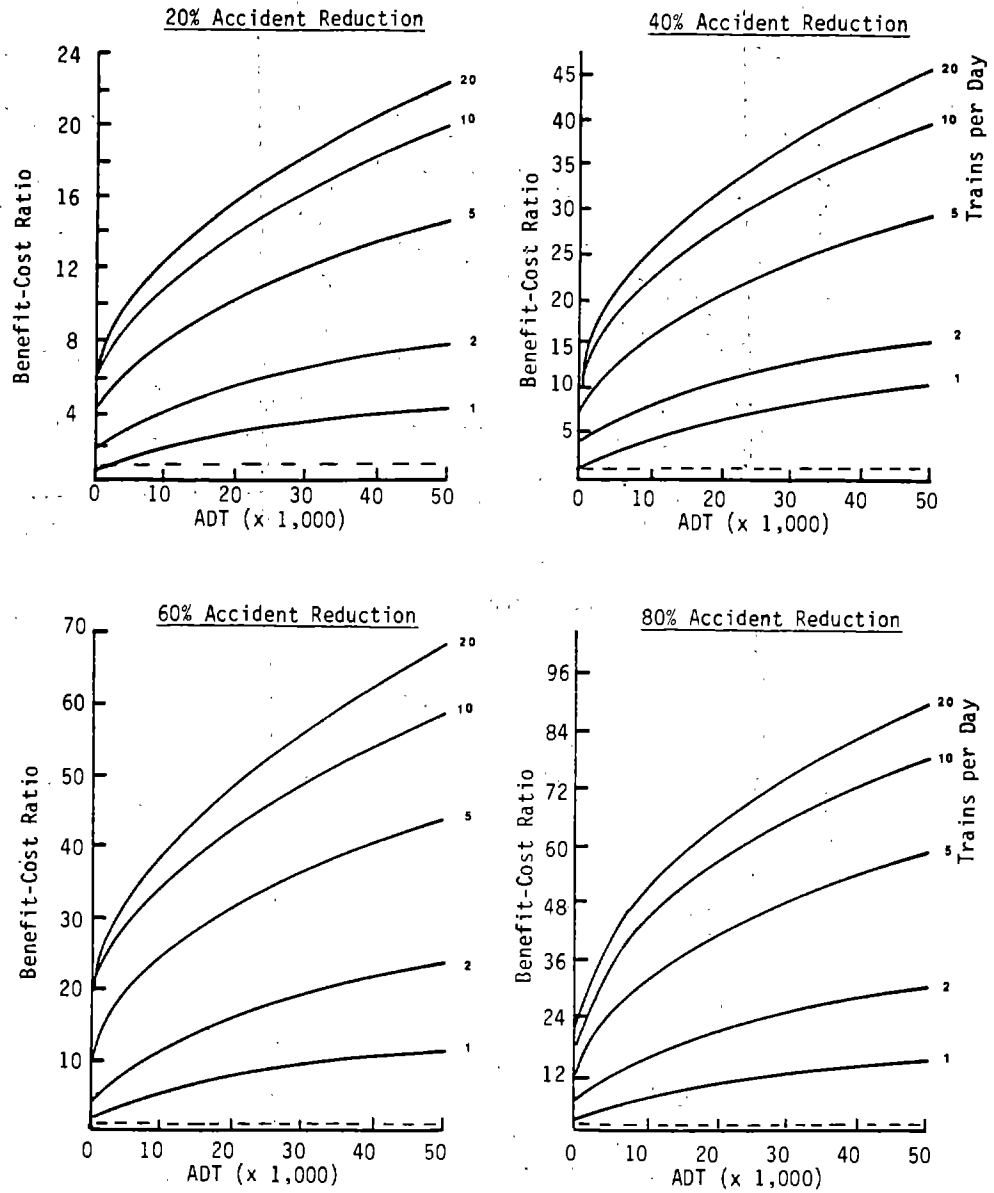 20% Accident Reduction
24
20
16
12
8
4
Benefit-Cost Ratio
20
10
5
2
1
0 10 20 30 40 50
ADT (x 1,000)
40% Accident Reduction
45
40
35
30
25
20
15
10
5
Benefit-Cost Ratio
20
10
5
2
1
Trains per Day
0 10 20 30 40 50
ADT (x 1,000)
60% Accident Reduction
70
60
50
40
30
20
10
Benefit-Cost Ratio
20
10
5
2
1
0 10 20 30 40 50
ADT (x 1,000)
80% Accident Reduction
96
84
72
60
48
36
24
12
Benefit-Cost Ratio
20
10
5
2
1
Trains per Day
0 10 20 30 40 50
ADT (x 1,000)